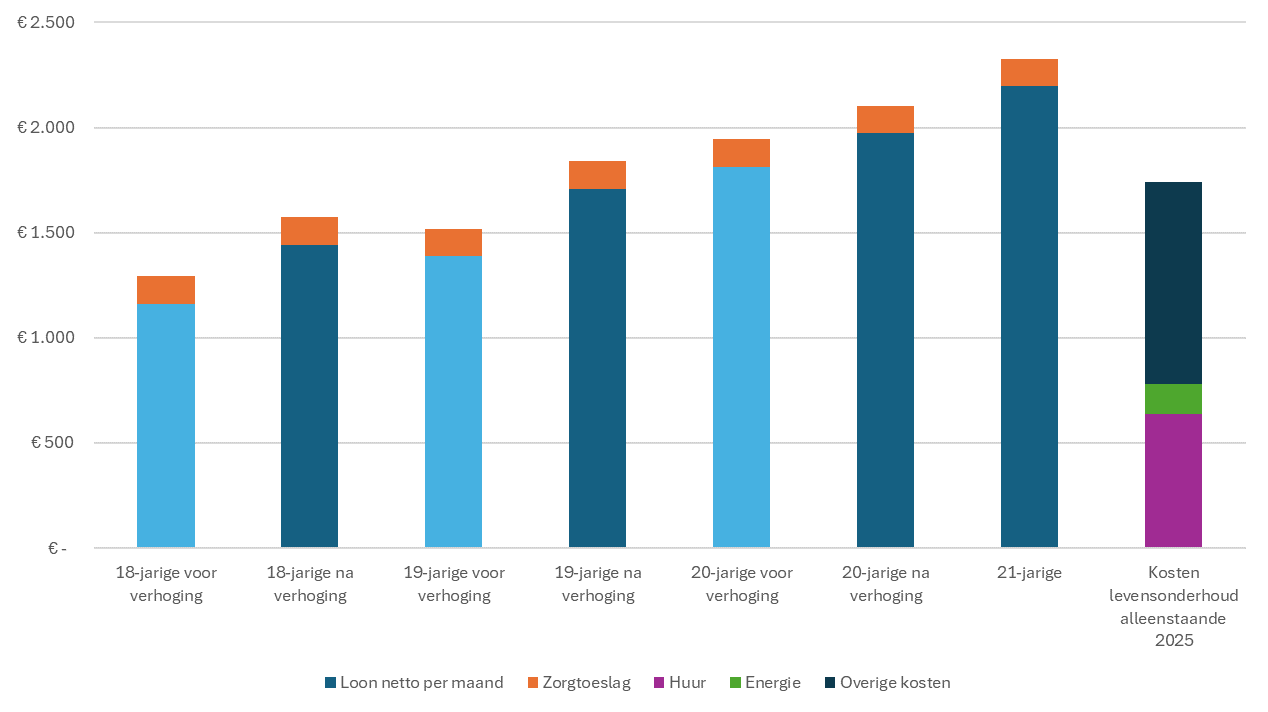 € 2.500
€ 2.000
€ 1.500
€ 1.000
€ 500
€ -
18-jarige voor
verhoging
18-jarige na
verhoging
19-jarige voor
verhoging
19-jarige na
verhoging
20-jarige voor
verhoging
20-jarige na
verhoging
21-jarige
Kosten
levensonderhoud
alleenstaande
2025
Loon netto per maand
Zorgtoeslag
Huur
Energie
Overige kosten